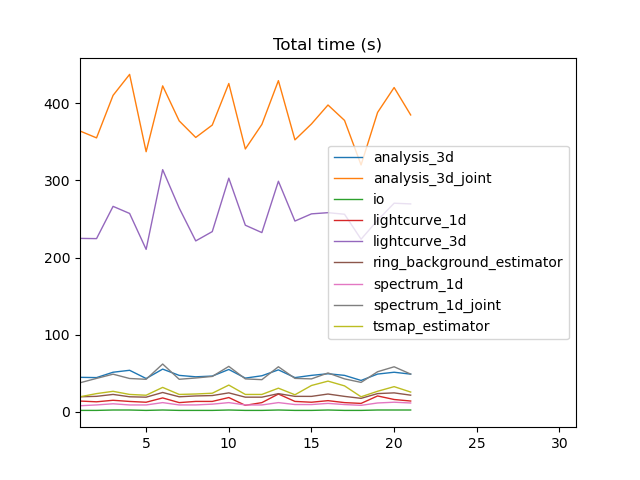 Total time (s)
400
300
200
100
0
analysis_3d
analysis_3d_joint
io
lightcurve_1d
lightcurve_3d
ring_background_estimator
spectrum_1d
spectrum_1d_joint
tsmap_estimator
5 10 15 20 25 30